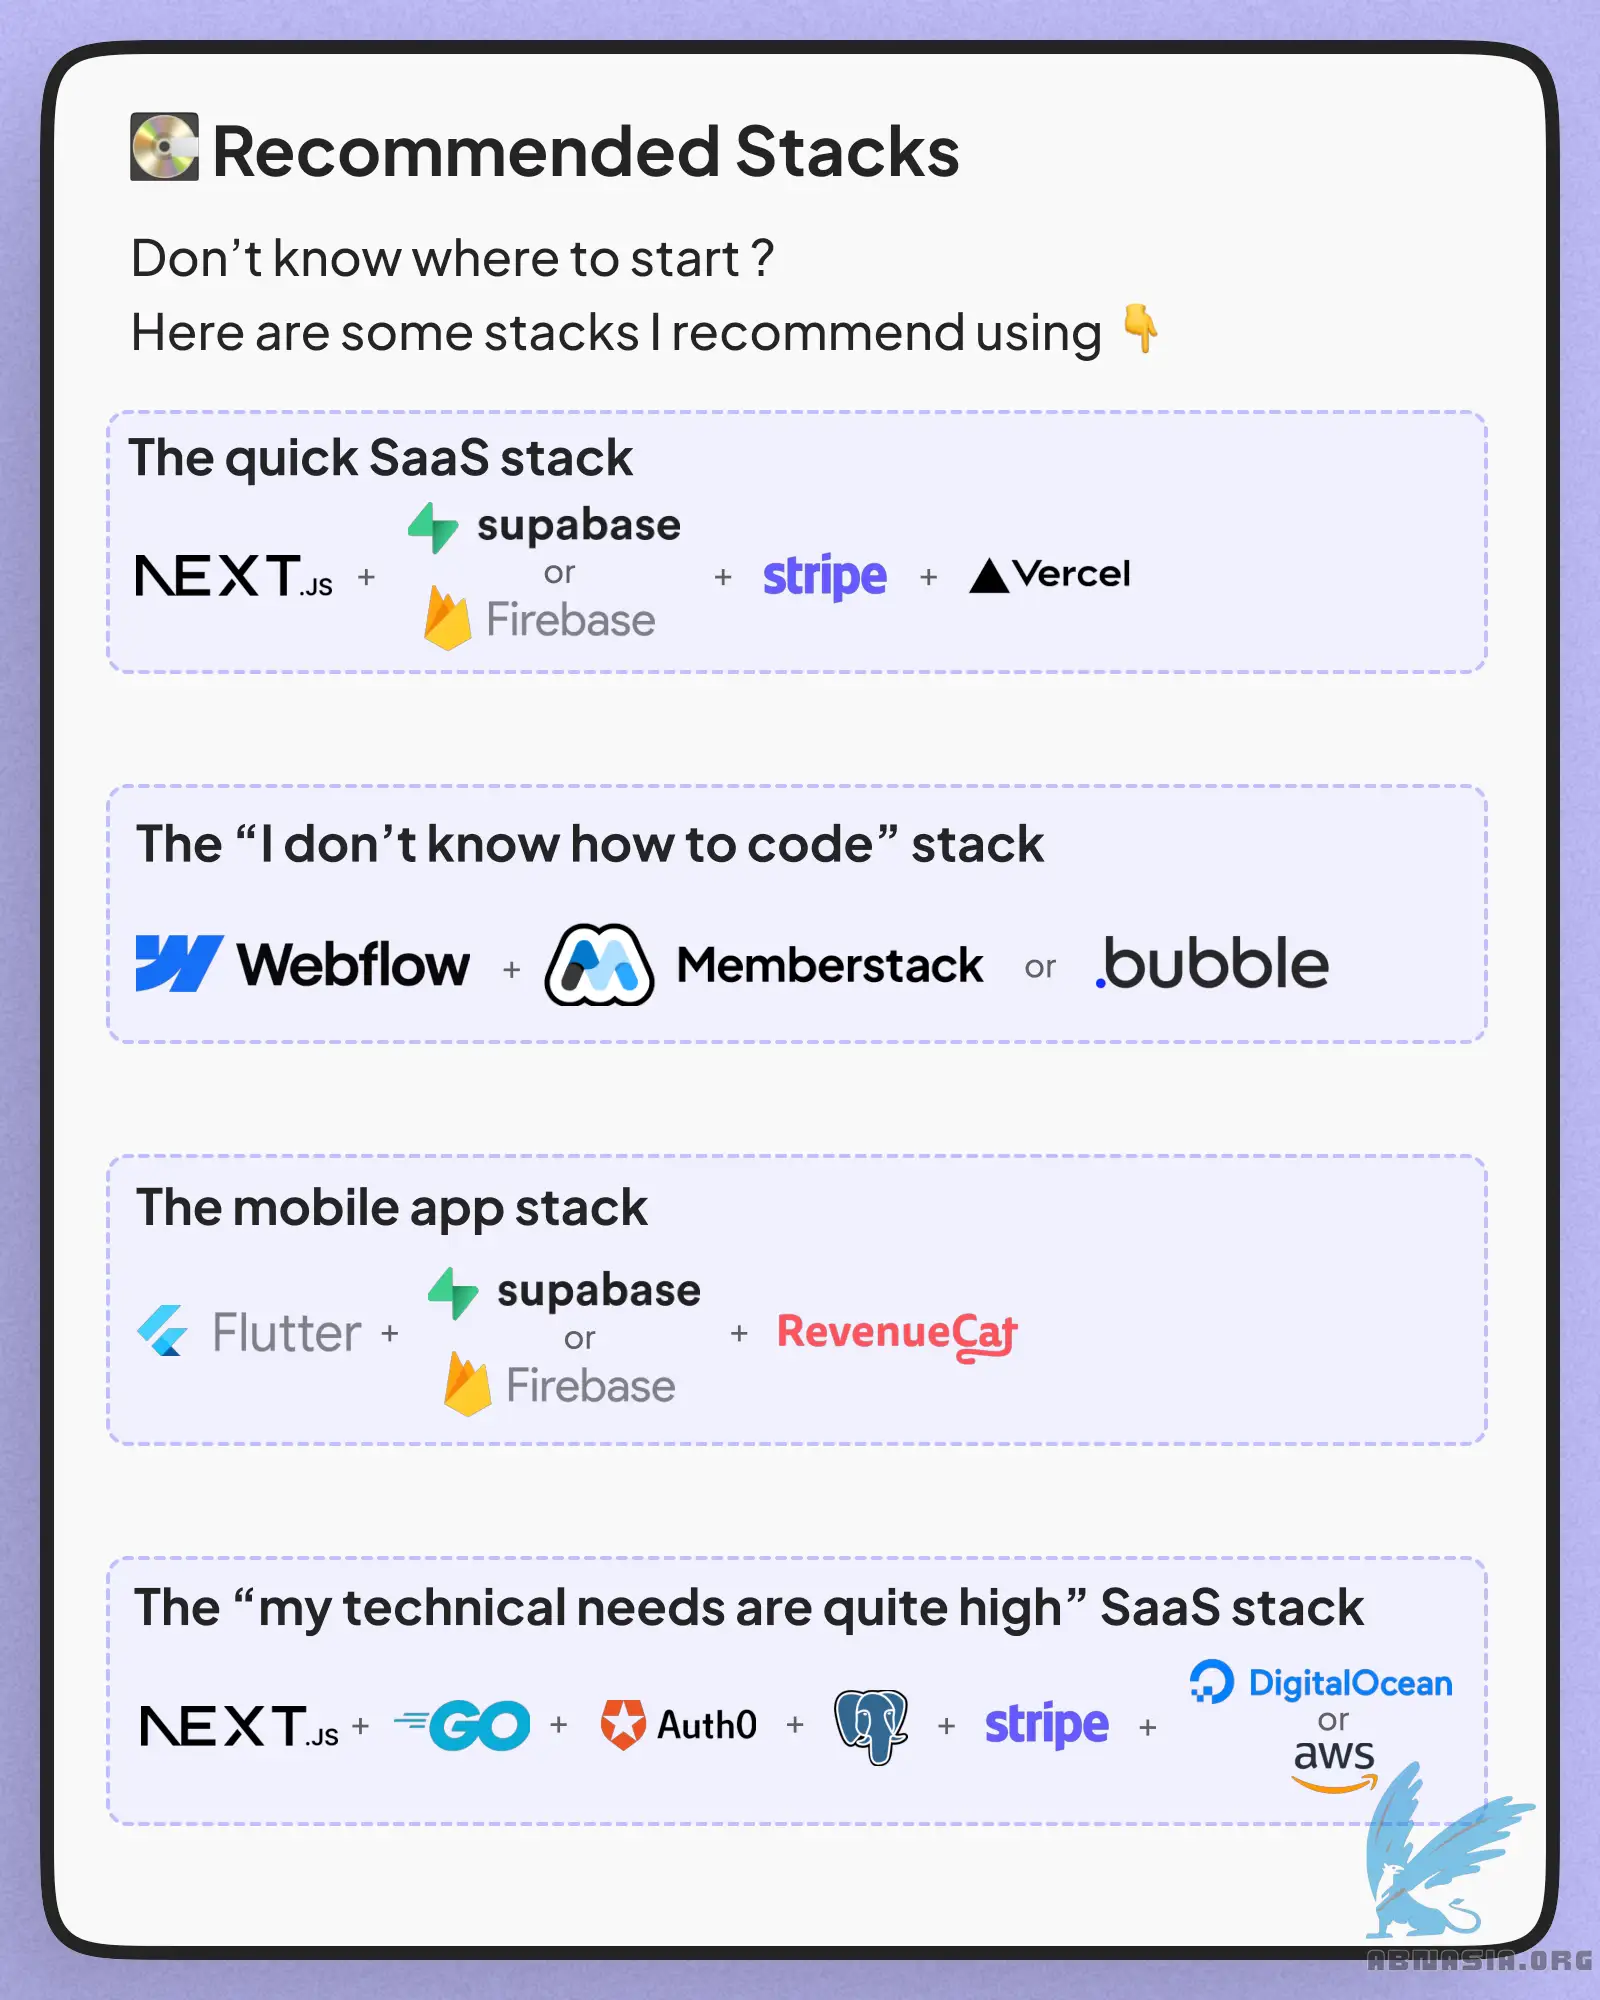 Recommended Stacks
Don’t know where to start ?
Here are some stacks I recommend using
The quick SaaS stack
NEXT.JS + supabase or Firebase + stripe + Vercel
The “I don’t know how to code” stack
Webflow + Memberstack or .bubble
The mobile app stack
Flutter + supabase or Firebase + RevenueCat
The “my technical needs are quite high” SaaS stack
NEXT.JS + GO + Auth0 + + stripe + DigitalOcean or aws
ABNASIA.ORG